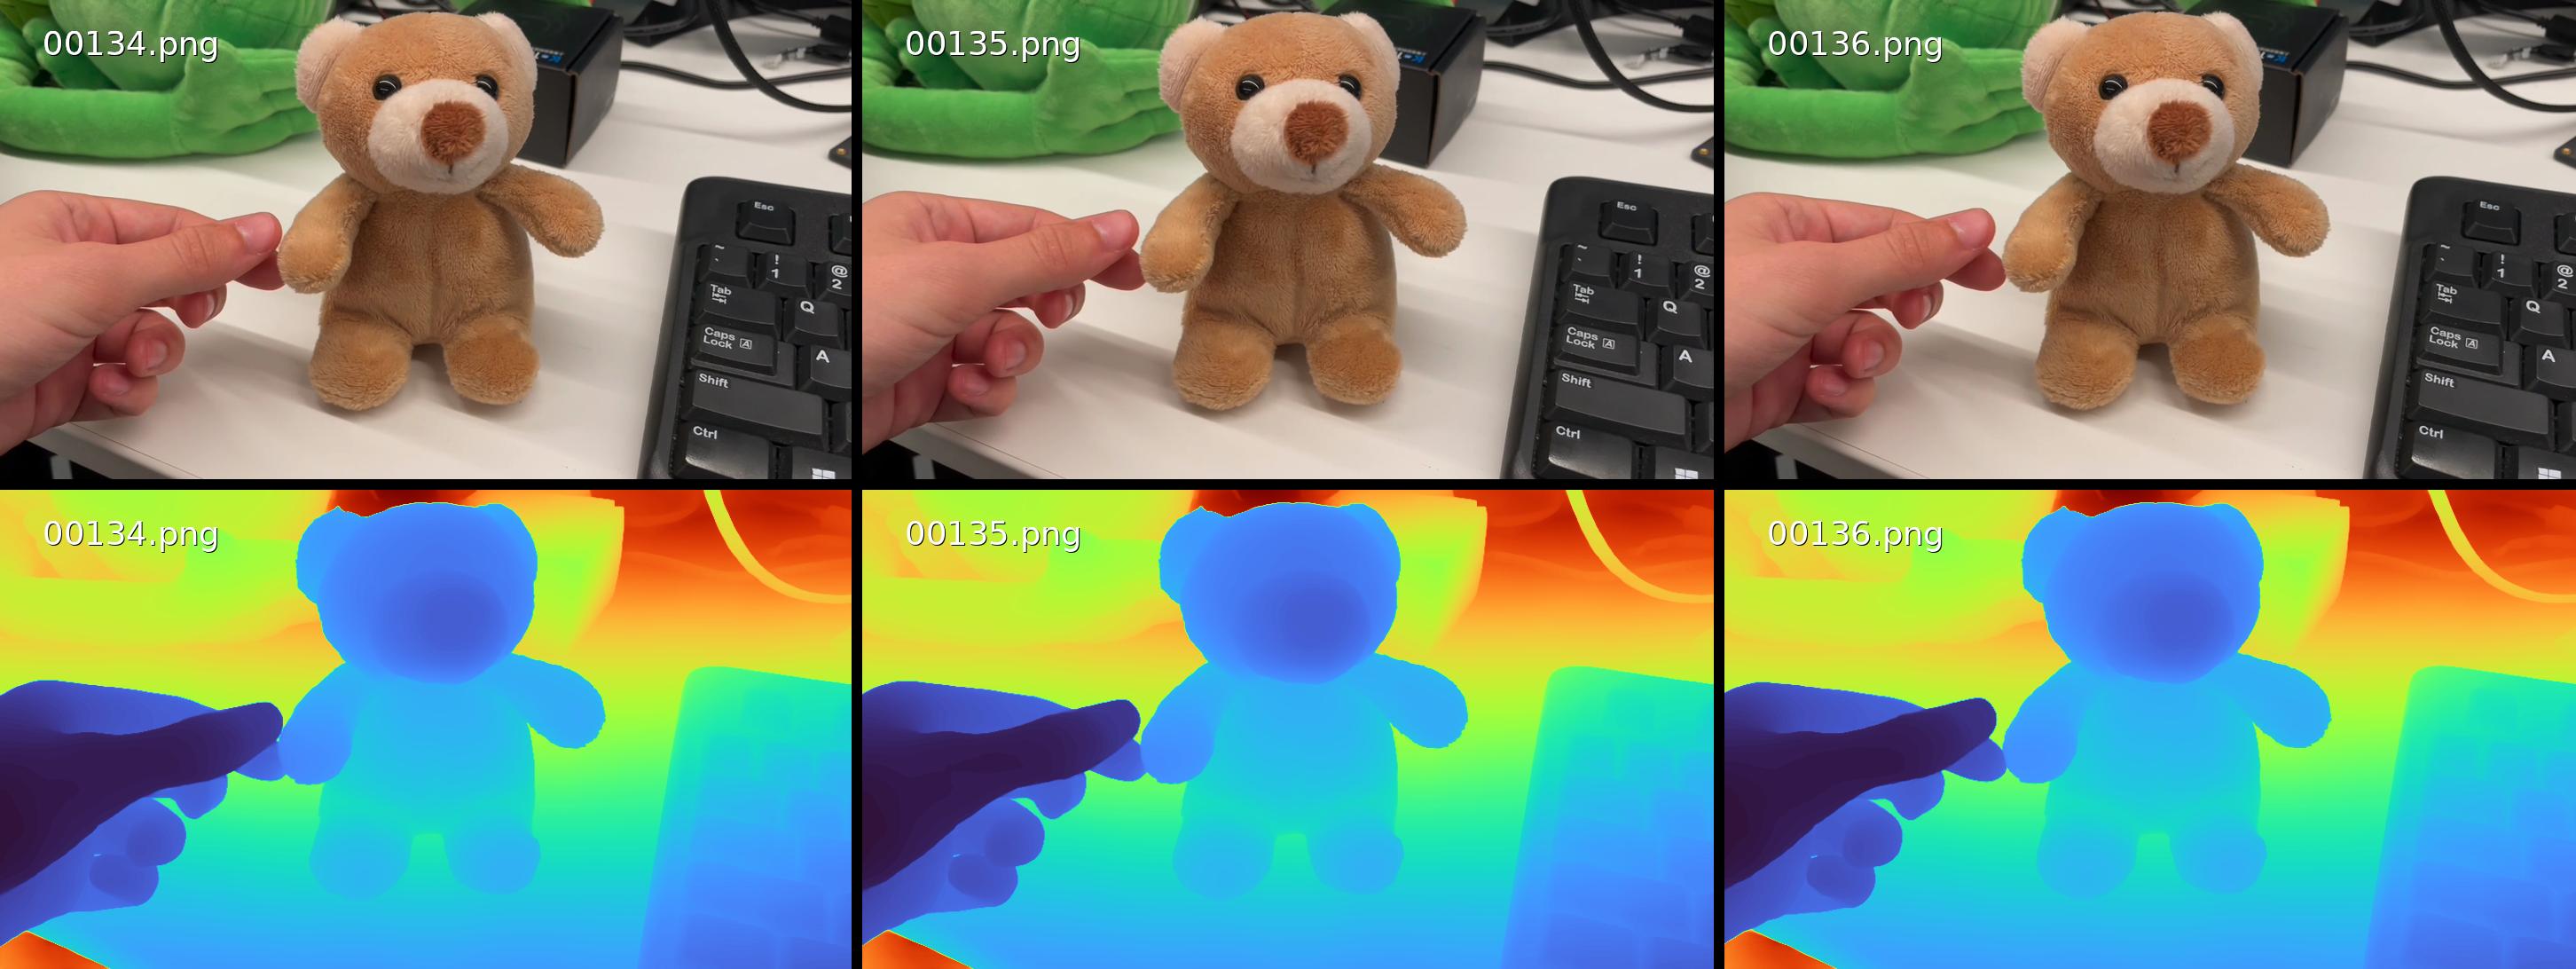 00134.png
00135.png
00136.png
Esc
~
`
!
1
@
2
Tab
Q
Caps
Lock A
A
Shift
Ctrl
Esc
~
`
!
1
@
2
Tab
Q
Caps
Lock A
A
Shift
Ctrl
Esc
~
`
!
1
@
2
Tab
Q
Caps
Lock A
A
Shift
Ctrl
00134.png
00135.png
00136.png